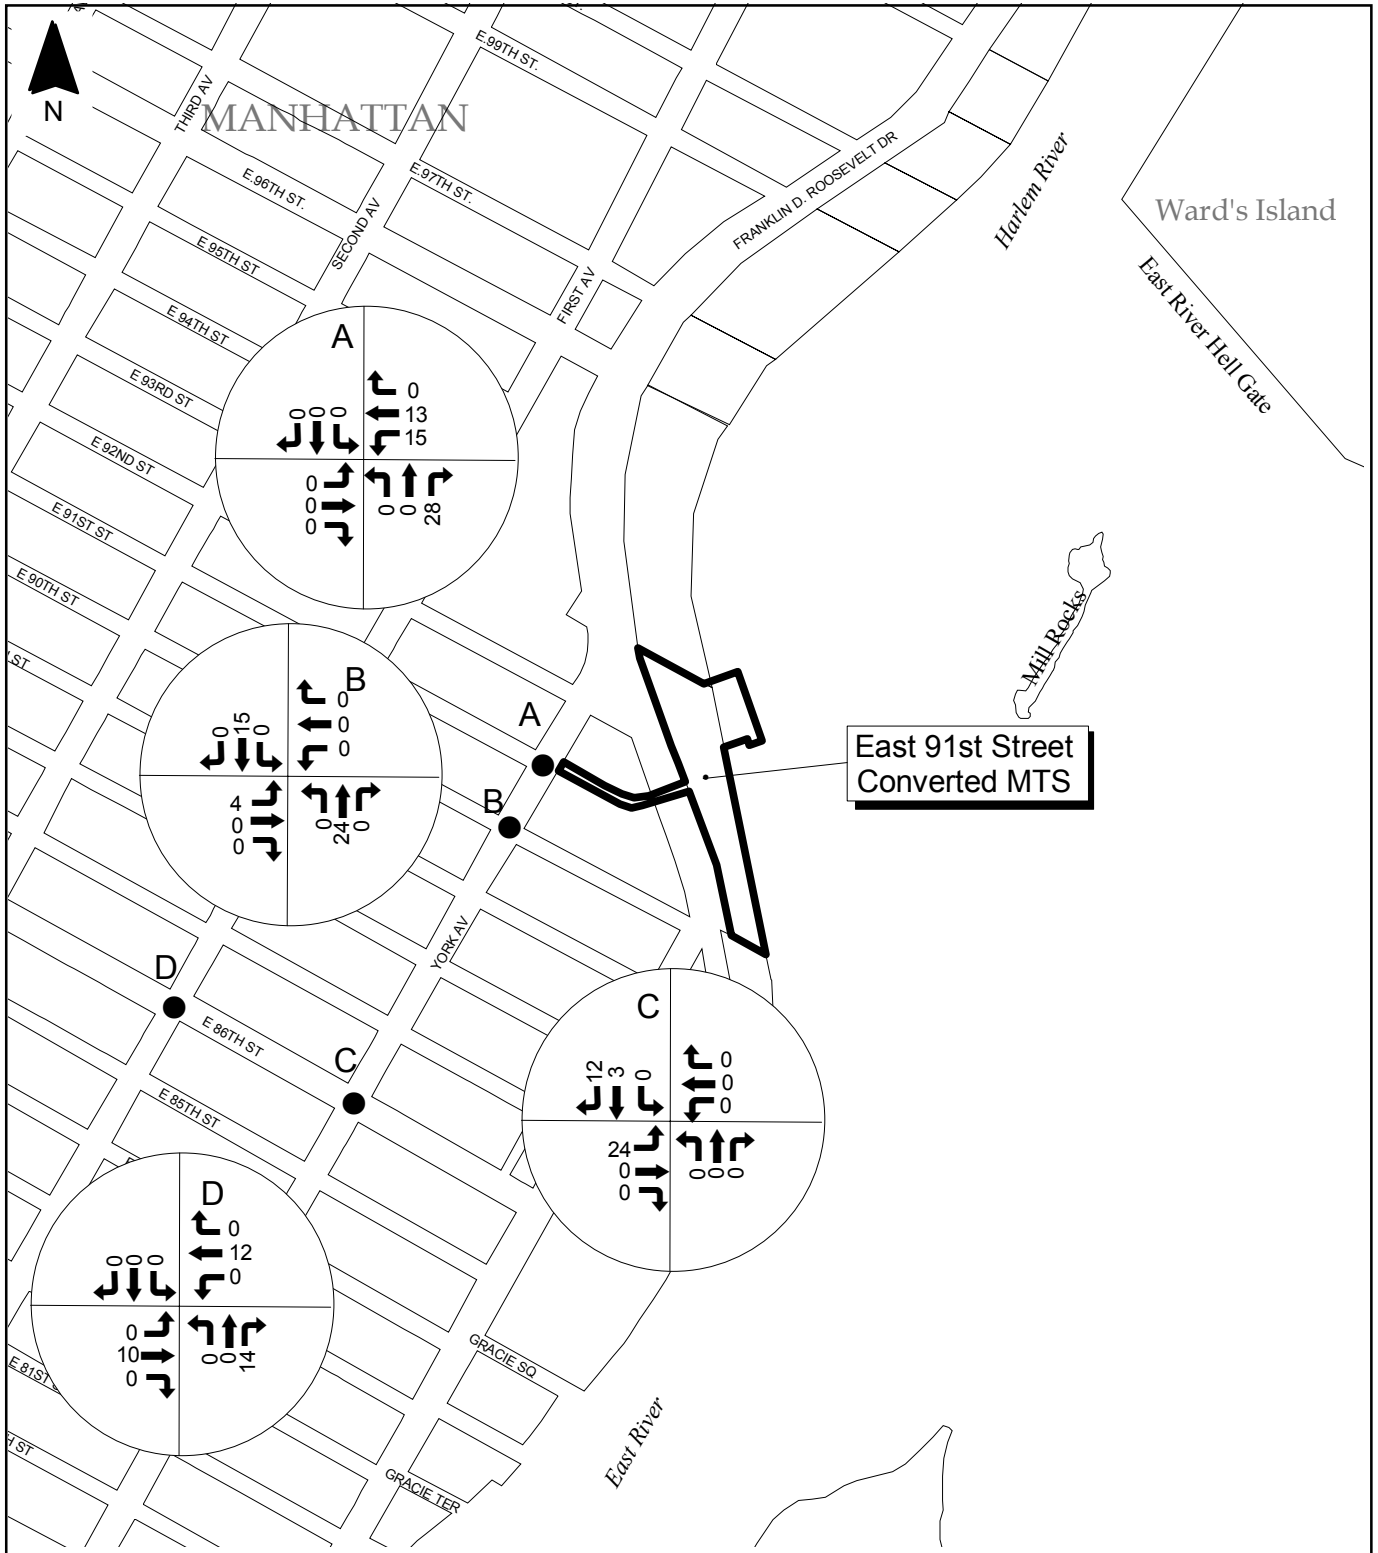 E.99TH ST.
N
THIRD AV
MANHATTAN
FRANKLIN D. ROOSEVELT DR
Harlem River
E.96TH ST.
E.97TH ST.
Ward's Island
SECOND AV
E 95TH ST
East River Hell Gate
FIRST AV
E 94TH ST
A
E 93RD ST
0
13
15
0 0 0
0
0
0
0 0 28
E 92ND ST
E 91ST ST
E 90TH ST
ST
Mill Rocks
B
0
0
0
0 15 0
4
0
0
0 24 0
A
B
East 91st Street
Converted MTS
YORK AV
D
E 86TH ST
C
E 85TH ST
C
0
0
0
12 3 0
24
0
0
0 0 0
D
0
12
0
0 0 0
0
10
0
0 0 14
E 81ST
GRACIE SQ
H ST
GRACIE TER
East River